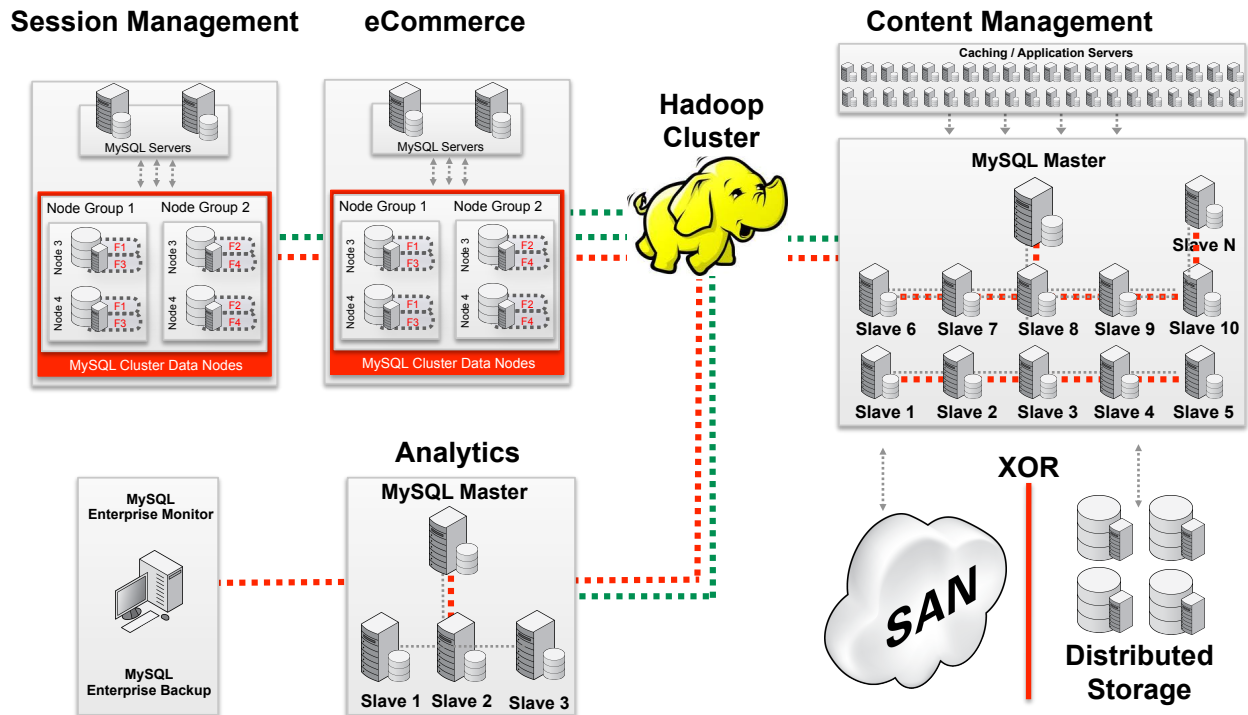 Session Management
eCommerce
Content Management
Caching / Application Servers
MySQL Servers
MySQL Servers
Hadoop
Cluster
MySQL Master
Node Group 1
Node Group 2
Node 3
F1
F3
Node 3
F2
F4
Node 4
F1
F3
Node 4
F2
F4
MySQL Cluster Data Nodes
Node Group 1
Node Group 2
Node 3
F1
F3
Node 3
F2
F4
Node 4
F1
F3
Node 4
F2
F4
MySQL Cluster Data Nodes
Slave N
Slave 6
Slave 7
Slave 8
Slave 9
Slave 10
Slave 1
Slave 2
Slave 3
Slave 4
Slave 5
Analytics
MySQL Master
Slave 1
Slave 2
Slave 3
MySQL
Enterprise Monitor
MySQL
Enterprise Backup
XOR
SAN
Distributed
Storage